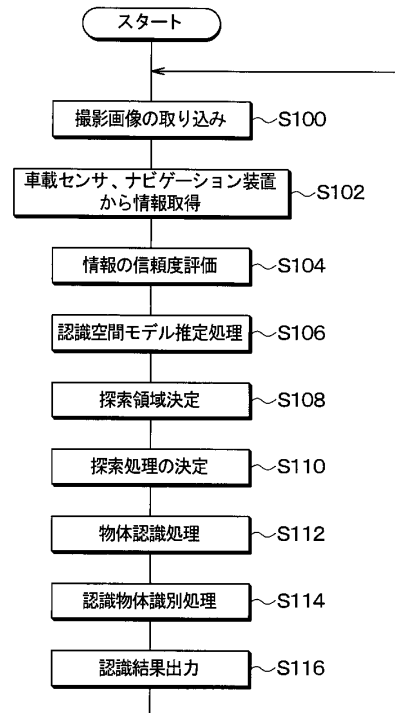 スタート
撮影画像の取り込み
S100
車載センサ、ナビゲーション装置
から情報取得
S102
情報の信頼度評価
S104
認識空間モデル推定処理
S106
探索領域決定
S108
探索処理の決定
S110
物体認識処理
S112
認識物体識別処理
S114
認識結果出力
S116